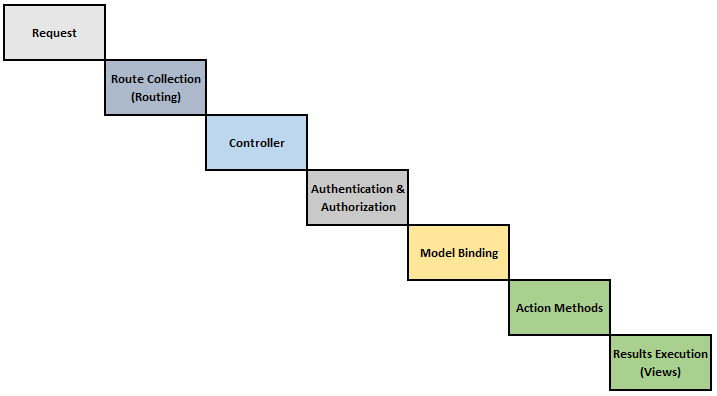 Request
Route Collection
(Routing)
Controller
Authentication &
Authorization
Model Binding
Action Methods
Results Execution
(Views)